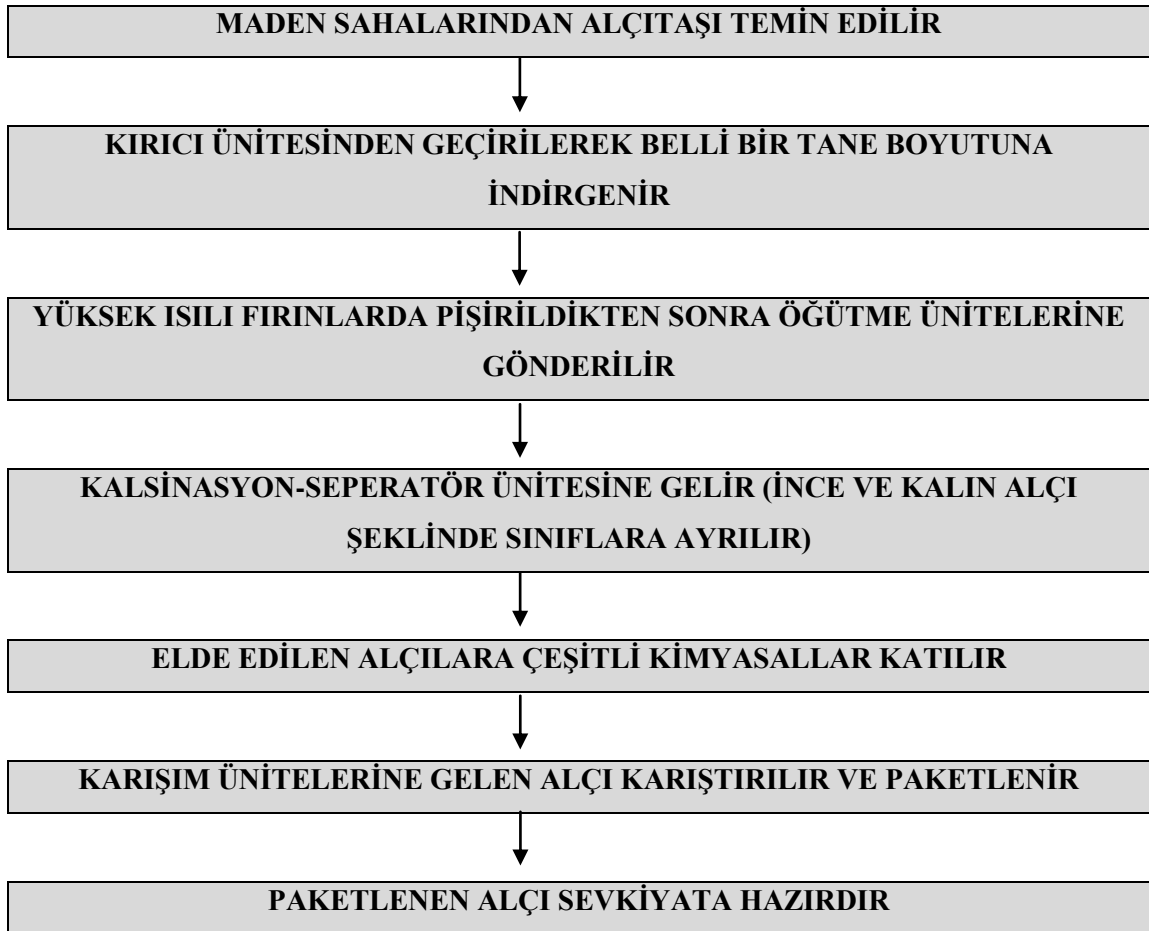 MADEN SAHALARINDAN ALÇITAŞI TEMİN EDİLİR
KIRICI ÜNİTESİNDEN GEÇİRİLEREK BELLİ BİR TANE BOYUTUNA
İNDİRGENİR
YÜKSEK ISILI FIRINLARDA PİŞİRİLDİKTEN SONRA ÖĞÜTME ÜNİTELERİNE
GÖNDERİLİR
KALSİNASYON-SEPERATÖR ÜNİTESİNE GELİR (İNCE VE KALIN ALÇI
ŞEKLİNDE SINIFLARA AYRILIR)
ELDE EDİLEN ALÇILARA ÇEŞİTLİ KİMYASALLAR KATILIR
KARIŞIM ÜNİTELERİNE GELEN ALÇI KARIŞTIRILIR VE PAKETLENİR
PAKETLENEN ALÇI SEVKİYATA HAZIRDIR